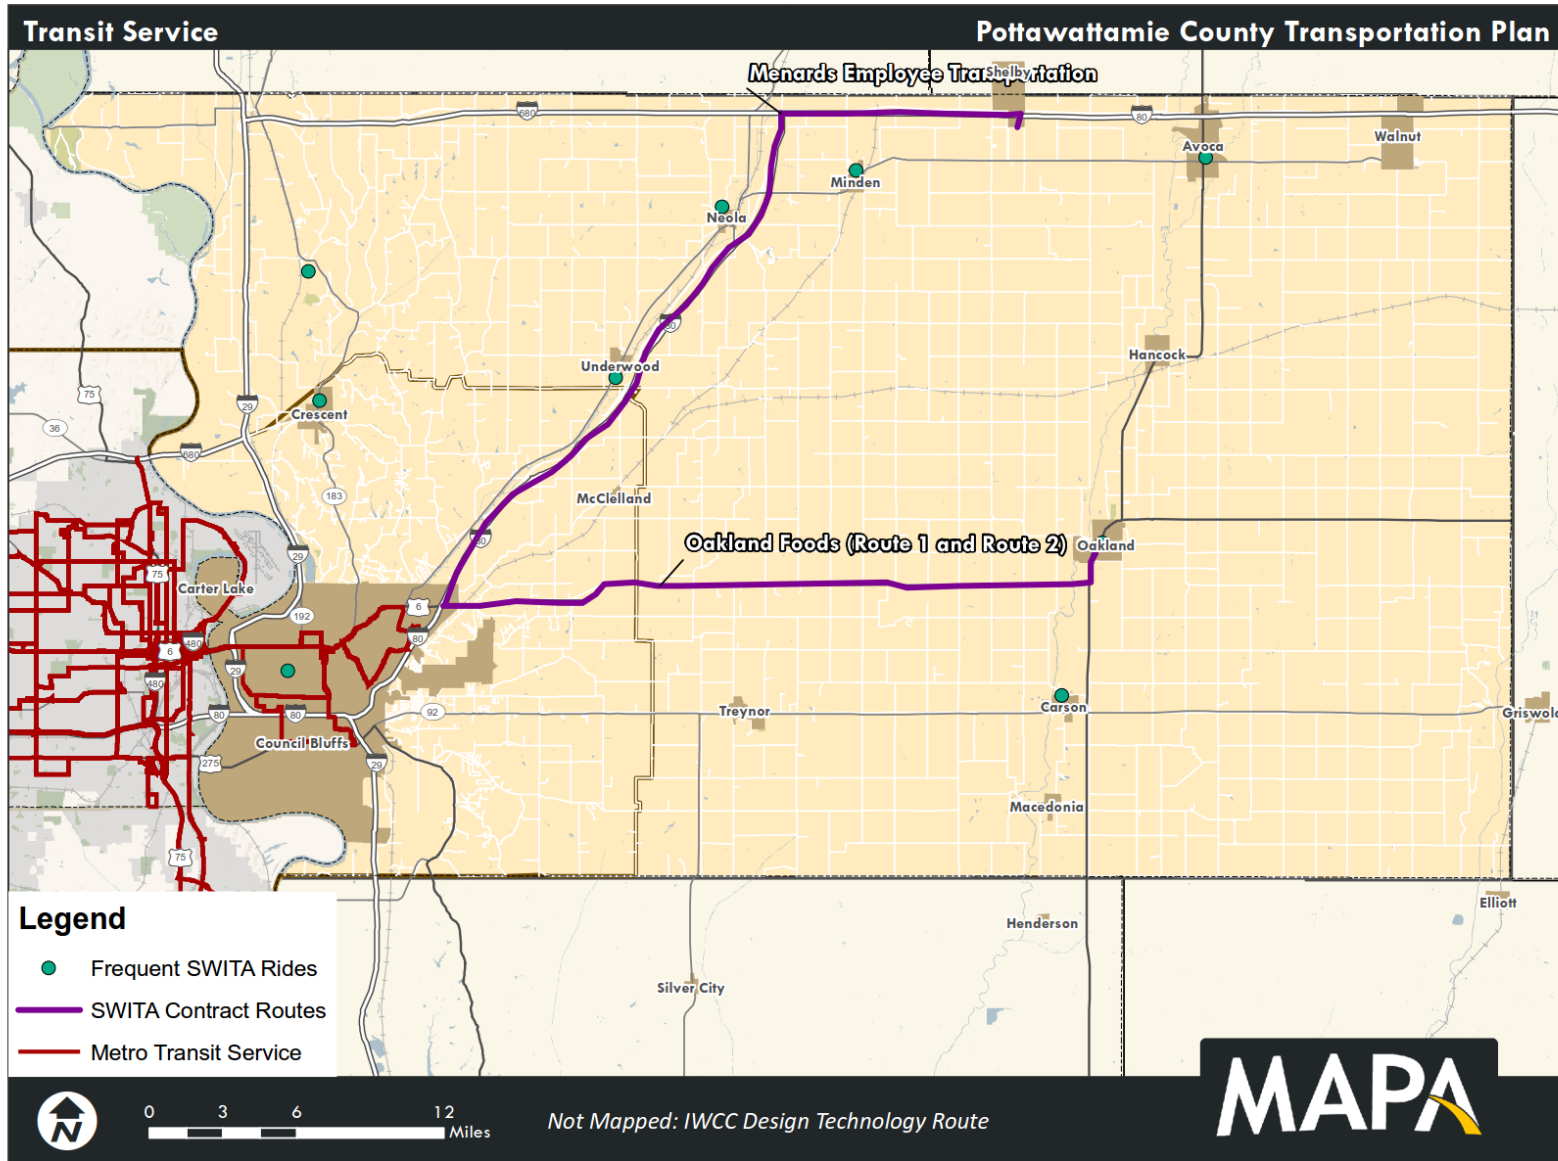 Transit Service
Pottawattamie County Transportation Plan
Menards Employee Transportation
Shelby
680
80
Walnut
Avoca
Minden
Neola
80
Underwood
Hancock
75
29
Crescent
36
680
183
McClelland
80
Oakland Foods (Route 1 and Route 2)
Oakland
29
75
Carter Lake
192
6
480
6
80
29
480
80
80
92
Treynor
Carson
Griswold
Council Bluffs
275
29
Macedonia
75
Elliott
Henderson
Silver City
Legend
Frequent SWITA Rides
SWITA Contract Routes
Metro Transit Service
N
0 3 6 12
Miles
Not Mapped: IWCC Design Technology Route
MAPA